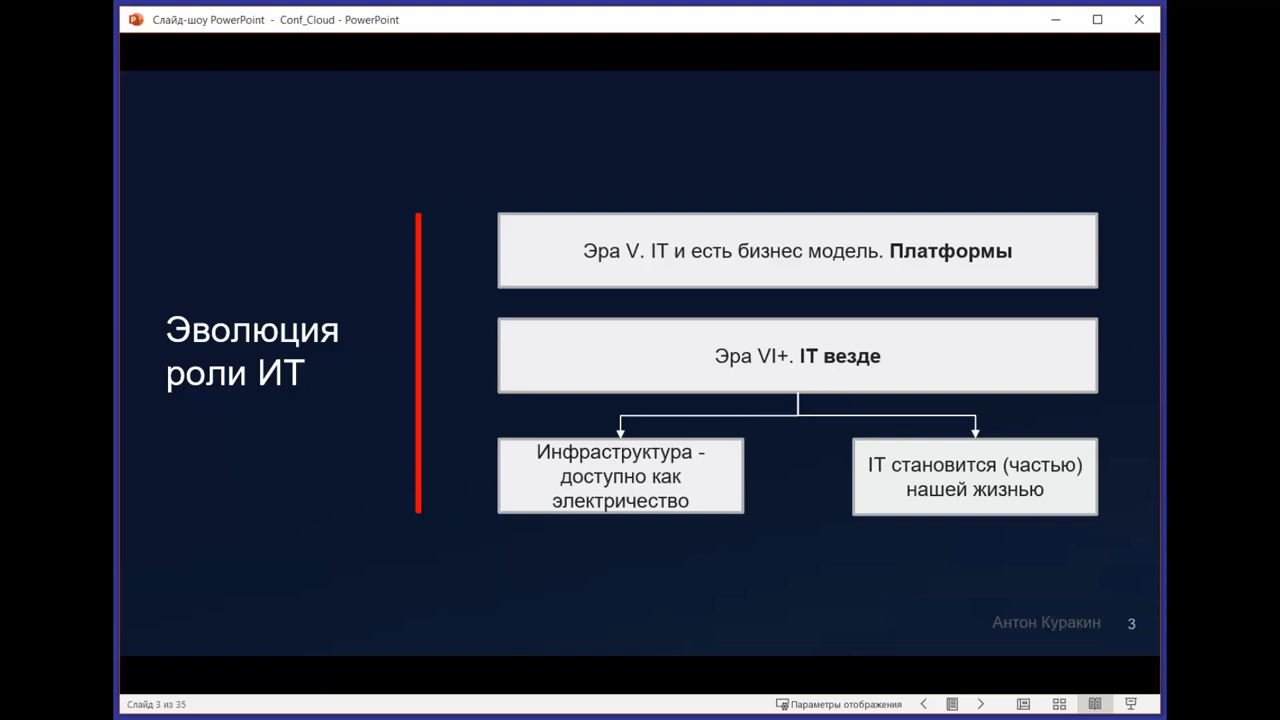 Слайд-шоу PowerPoint - Conf_Cloud - PowerPoint
Эволюция
роли ИТ
Эра V. IT и есть бизнес модель. Платформы
Эра VI+. IT везде
Инфраструктура -
доступно как
электричество
IT становится (частью)
нашей жизнью
Антон Куракин
3
Слайд 3 из 35
Параметры отображения